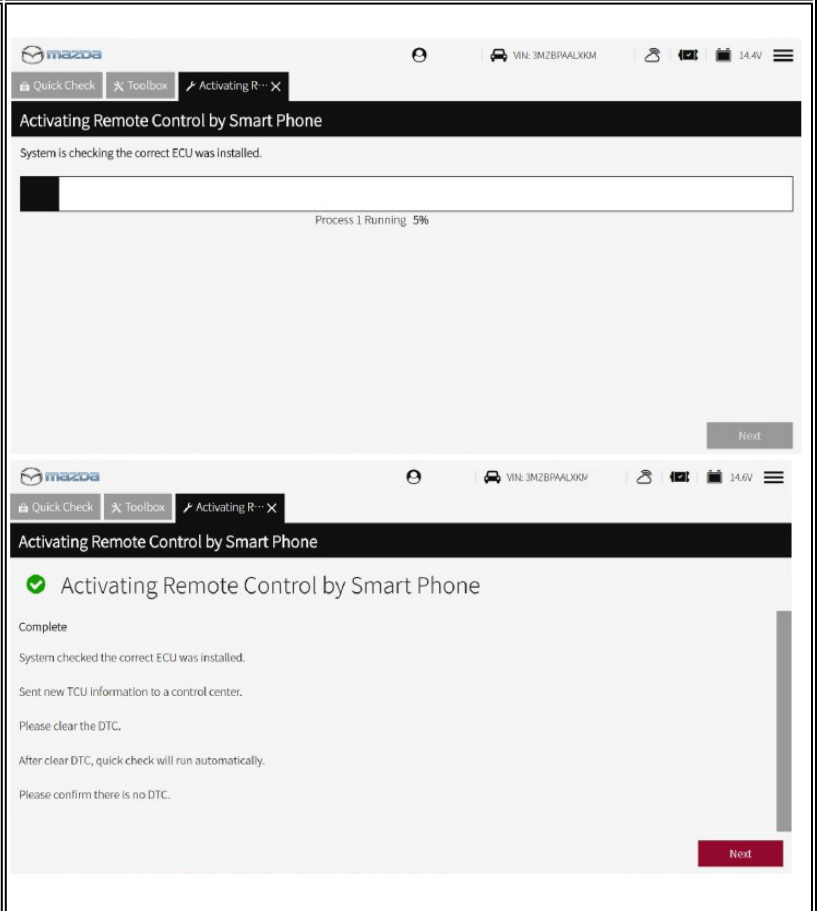 mazda
VIN: 3MZBPAALXKM
14.4V
Quick Check
Toolbox
Activating R···
Activating Remote Control by Smart Phone
System is checking the correct ECU was installed.
Process 1 Running 5%
Next
mazda
VIN: 3MZBPAALXKM
14.6V
Quick Check
Toolbox
Activating R···
Activating Remote Control by Smart Phone
Activating Remote Control by Smart Phone
Complete
System checked the correct ECU was installed.
Sent new TCU information to a control center.
Please clear the DTC.
After clear DTC, quick check will run automatically.
Please confirm there is no DTC.
Next